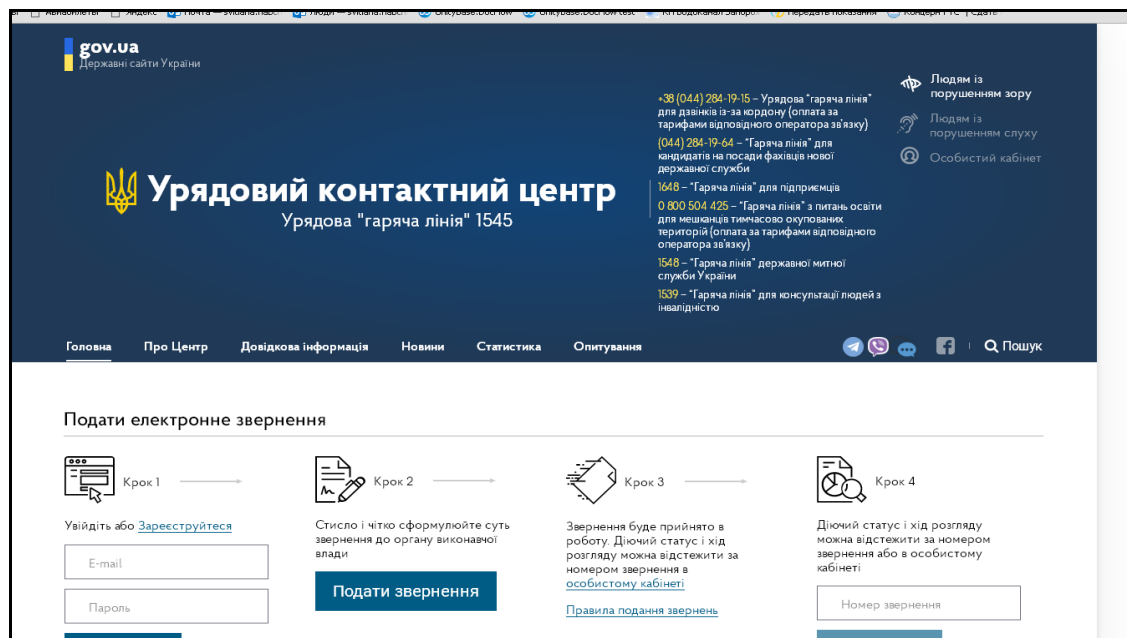 gov.ua
Державні сайти України
Людям із
порушенням зору
Людям із
порушенням слуху
Особистий кабінет
+38 (044) 284-19-15 – Урядова "гаряча лінія"
для дзвінків із-за кордону (оплата за
тарифами відповідного оператора зв'язку)
(044) 284-19-64 – "Гаряча лінія" для
кандидатів на посади фахівців нової
державної служби
1648 – "Гаряча лінія" для підприємців
0 800 504 425 – "Гаряча лінія" з питань освіти
для мешканців тимчасово окупованих
територій (оплата за тарифами відповідного
оператора зв'язку)
1548 – "Гаряча лінія" державної митної
служби України
1539 – "Гаряча лінія" для консультації людей з
інвалідністю
Урядовий контактний центр
Урядова "гаряча лінія" 1545
Головна Про Центр Довідкова інформація Новини Статистика Опитування Пошук
Подати електронне звернення
Крок 1
Увійдіть або Зареєструйтеся
E-mail
Пароль
Крок 2
Стисло і чітко сформулюйте суть
звернення до органу виконавчої
влади
Подати звернення
Крок 3
Звернення буде прийнято в
роботу. Діючий статус і хід
розгляду можна відстежити за
номером звернення в
особистому кабінеті
Правила подання звернень
Крок 4
Діючий статус і хід розгляду
можна відстежити за номером
звернення або в особистому
кабінеті
Номер звернення